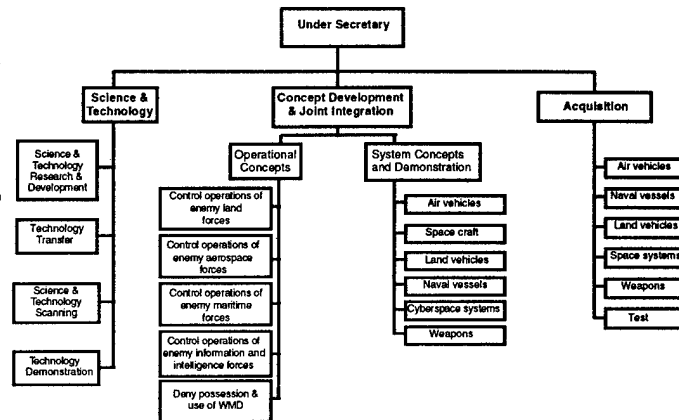 Under Secretary
Science &
Technology
Concept Development
& Joint Integration
Acquisition
Science &
Technology
Research &
Development
Technology
Transfer
Science &
Technology
Scanning
Technology
Demonstration
Operational
Concepts
Control operations of
enemy land
forces
Control operations of
enemy aerospace
forces
Control operations of
enemy maritime
forces
Control operations of
enemy information and
intelligence forces
Deny possession &
use of WMD
System Concepts
and Demonstration
Air vehicles
Space craft
Land vehicles
Naval vessels
Cyberspace systems
Weapons
Air vehicles
Naval vessels
Land vehicles
Space systems
Weapons
Test